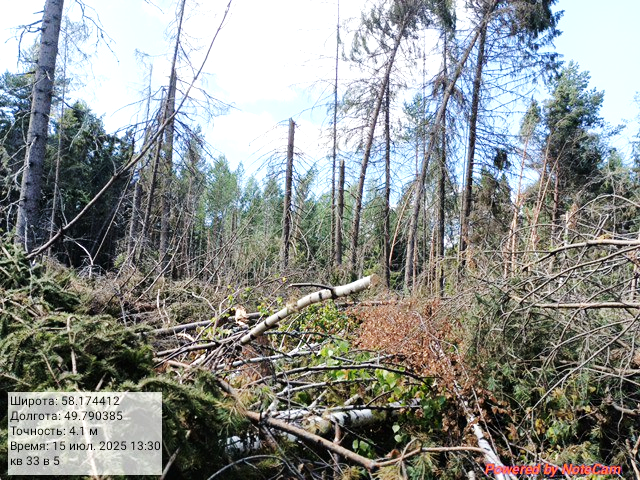 Широта: 58.174412
Долгота: 49.790385
Точность: 4.1 м
Время: 15 июл. 2025 13:30
кв 33 в 5
Powered by NoteCam